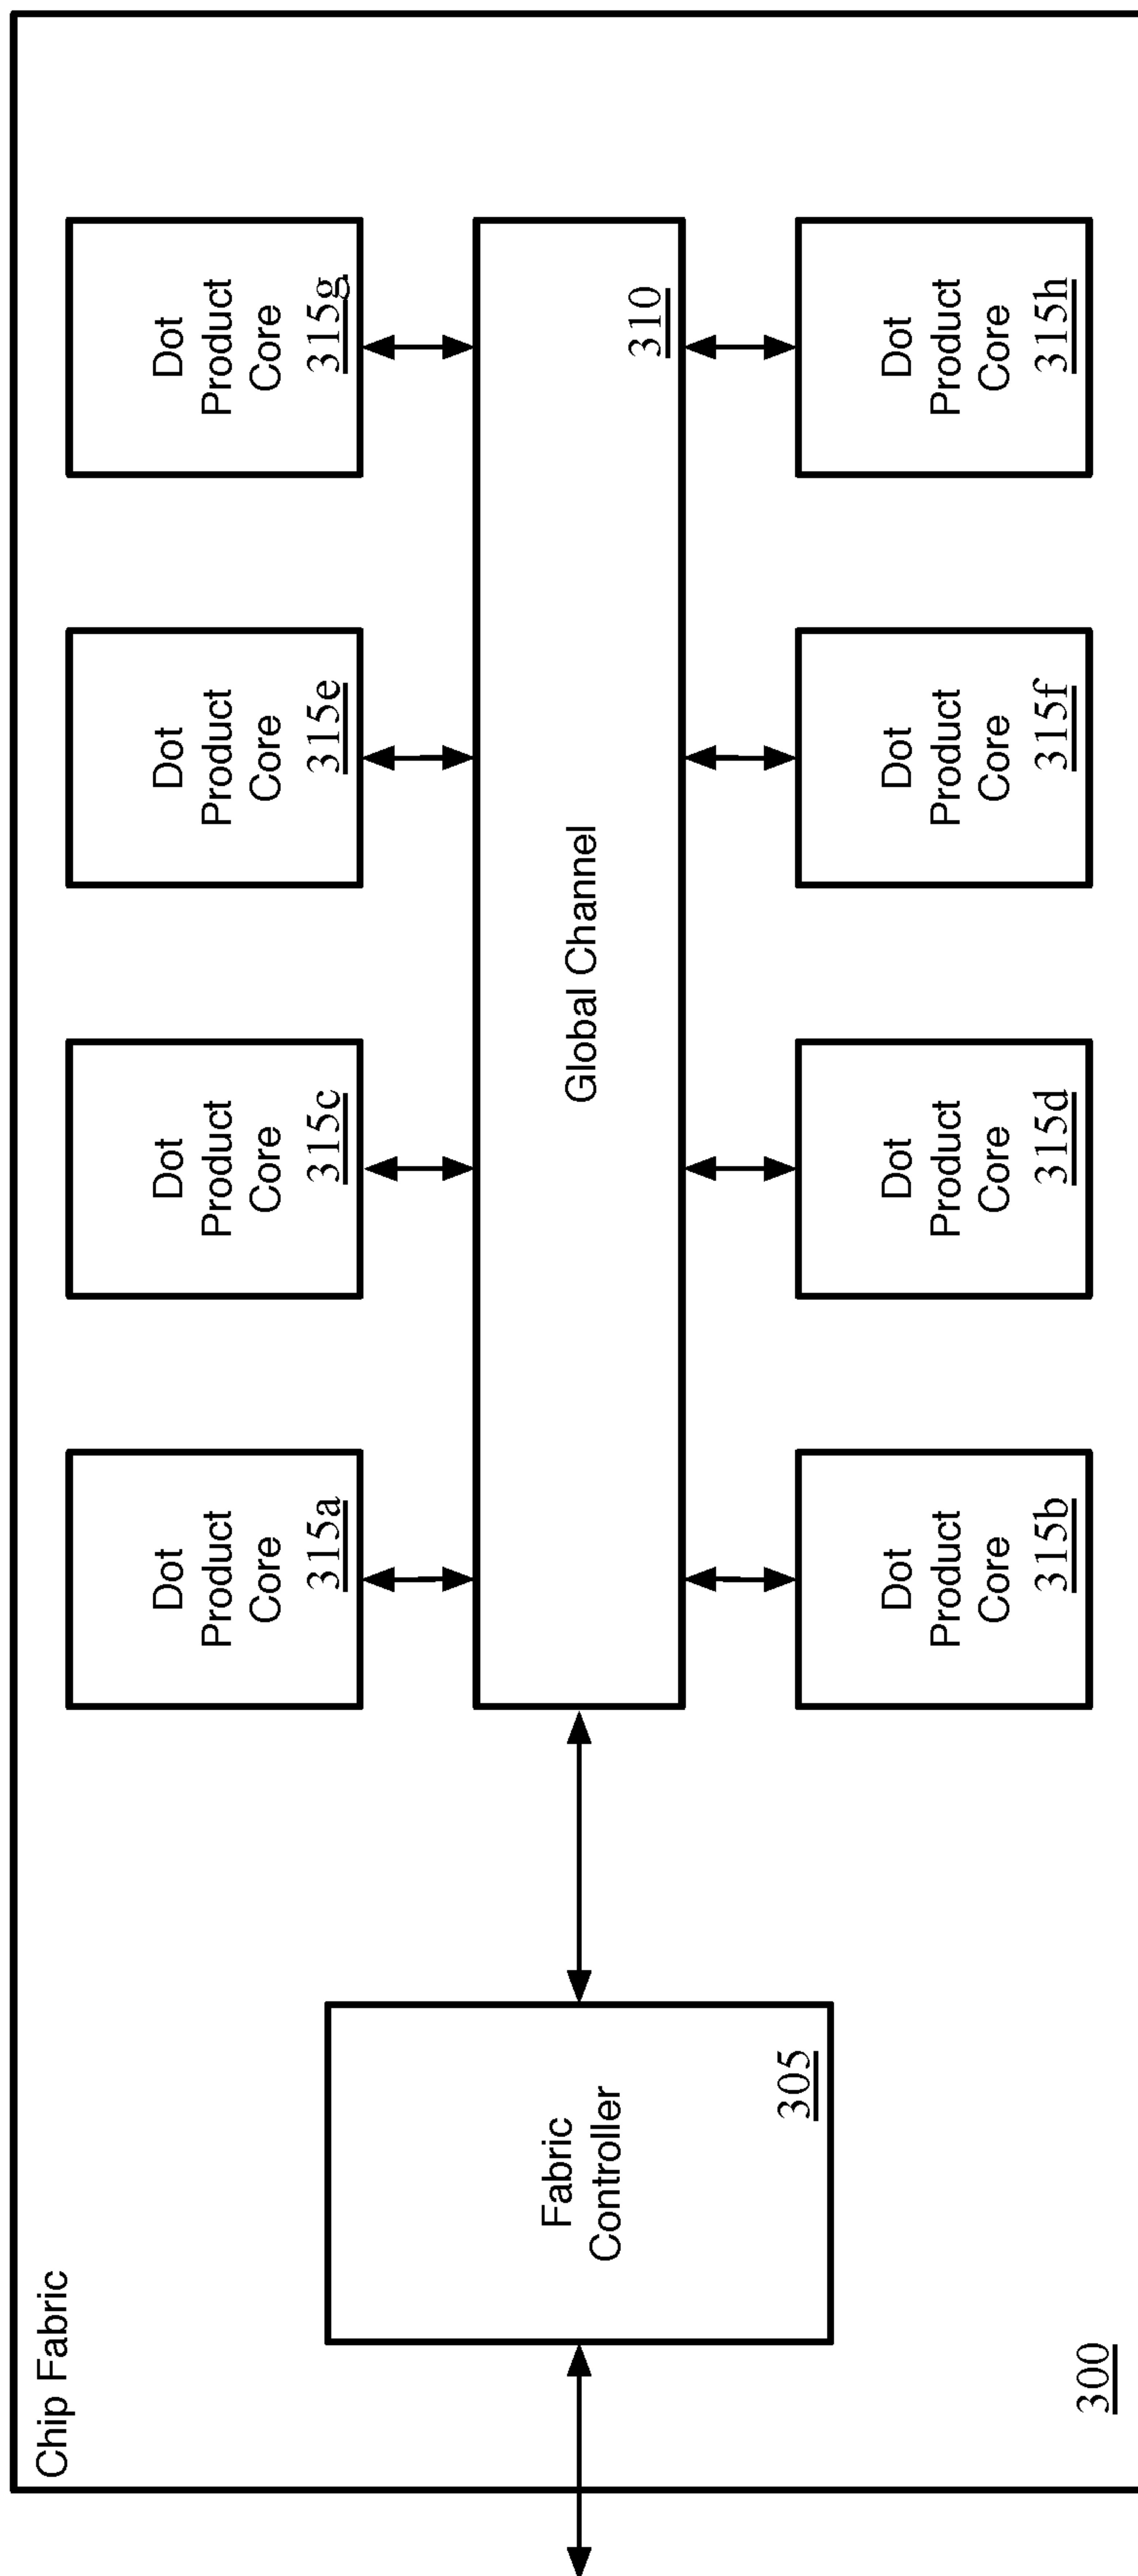 Chip Fabric
Dot
Product
Core
315a
Dot
Product
Core
315c
Dot
Product
Core
315e
Dot
Product
Core
315g
Fabric
Controller
305
Global Channel
310
Dot
Product
Core
315b
Dot
Product
Core
315d
Dot
Product
Core
315f
Dot
Product
Core
315h
300